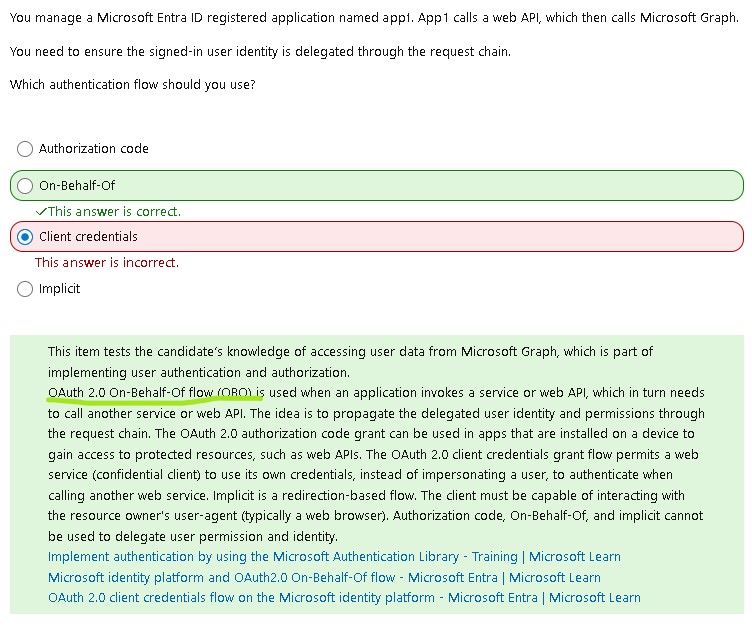 You manage a Microsoft Entra ID registered application named app1. App1 calls a web API, which then calls Microsoft Graph.
You need to ensure the signed-in user identity is delegated through the request chain.
Which authentication flow should you use?
Authorization code
On-Behalf-Of
✓This answer is correct.
Client credentials
This answer is incorrect.
Implicit
This item tests the candidate's knowledge of accessing user data from Microsoft Graph, which is part of
implementing user authentication and authorization.
OAuth 2.0 On-Behalf-Of flow (OBO) is used when an application invokes a service or web API, which in turn needs
to call another service or web API. The idea is to propagate the delegated user identity and permissions through
the request chain. The OAuth 2.0 authorization code grant can be used in apps that are installed on a device to
gain access to protected resources, such as web APIs. The OAuth 2.0 client credentials grant flow permits a web
service (confidential client) to use its own credentials, instead of impersonating a user, to authenticate when
calling another web service. Implicit is a redirection-based flow. The client must be capable of interacting with
the resource owner's user-agent (typically a web browser). Authorization code, On-Behalf-Of, and implicit cannot
be used to delegate user permission and identity.
Implement authentication by using the Microsoft Authentication Library - Training | Microsoft Learn
Microsoft identity platform and OAuth2.0 On-Behalf-Of flow - Microsoft Entra | Microsoft Learn
OAuth 2.0 client credentials flow on the Microsoft identity platform - Microsoft Entra | Microsoft Learn